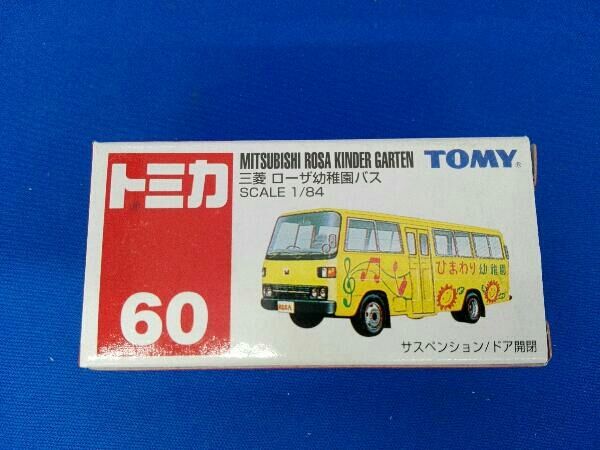 トミカ
60
MITSUBISHI ROSA KINDER GARTEN
TOMY®
三菱 ローザ幼稚園バス
SCALE 1/84
ひまわり幼稚園
ROSA
サスペンション/ドア開閉